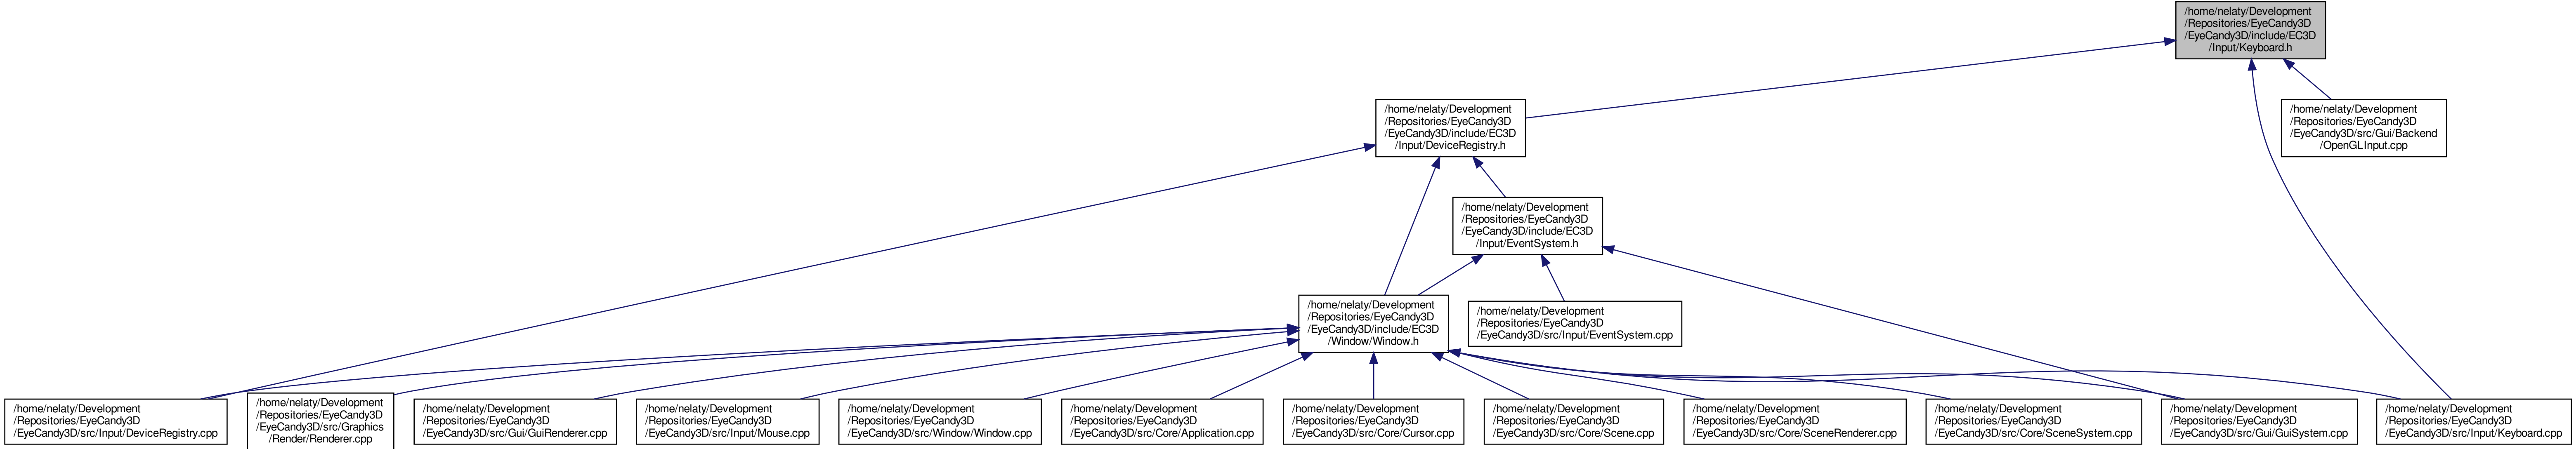 /home/nelaty/Development
/Repositories/EyeCandy3D
/EyeCandy3D/include/EC3D
/Input/Keyboard.h
/home/nelaty/Development
/Repositories/EyeCandy3D
/EyeCandy3D/include/EC3D
/Input/DeviceRegistry.h
/home/nelaty/Development
/Repositories/EyeCandy3D
/EyeCandy3D/src/Gui/Backend
/OpenGLInput.cpp
/home/nelaty/Development
/Repositories/EyeCandy3D
/EyeCandy3D/include/EC3D
/Input/EventSystem.h
/home/nelaty/Development
/Repositories/EyeCandy3D
/EyeCandy3D/include/EC3D
/Window/Window.h
/home/nelaty/Development
/Repositories/EyeCandy3D
/EyeCandy3D/src/Input/EventSystem.cpp
/home/nelaty/Development
/Repositories/EyeCandy3D
/EyeCandy3D/src/Input/DeviceRegistry.cpp
/home/nelaty/Development
/Repositories/EyeCandy3D
/EyeCandy3D/src/Graphics
/Render/Renderer.cpp
/home/nelaty/Development
/Repositories/EyeCandy3D
/EyeCandy3D/src/Gui/GuiRenderer.cpp
/home/nelaty/Development
/Repositories/EyeCandy3D
/EyeCandy3D/src/Input/Mouse.cpp
/home/nelaty/Development
/Repositories/EyeCandy3D
/EyeCandy3D/src/Window/Window.cpp
/home/nelaty/Development
/Repositories/EyeCandy3D
/EyeCandy3D/src/Core/Application.cpp
/home/nelaty/Development
/Repositories/EyeCandy3D
/EyeCandy3D/src/Core/Cursor.cpp
/home/nelaty/Development
/Repositories/EyeCandy3D
/EyeCandy3D/src/Core/Scene.cpp
/home/nelaty/Development
/Repositories/EyeCandy3D
/EyeCandy3D/src/Core/SceneRenderer.cpp
/home/nelaty/Development
/Repositories/EyeCandy3D
/EyeCandy3D/src/Core/SceneSystem.cpp
/home/nelaty/Development
/Repositories/EyeCandy3D
/EyeCandy3D/src/Gui/GuiSystem.cpp
/home/nelaty/Development
/Repositories/EyeCandy3D
/EyeCandy3D/src/Input/Keyboard.cpp